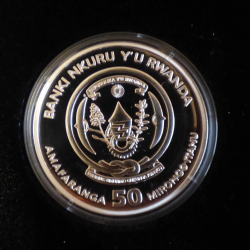 BANKI NKURU Y'U RWANDA
AMAFARANGA 50 MIRONGO ITANU